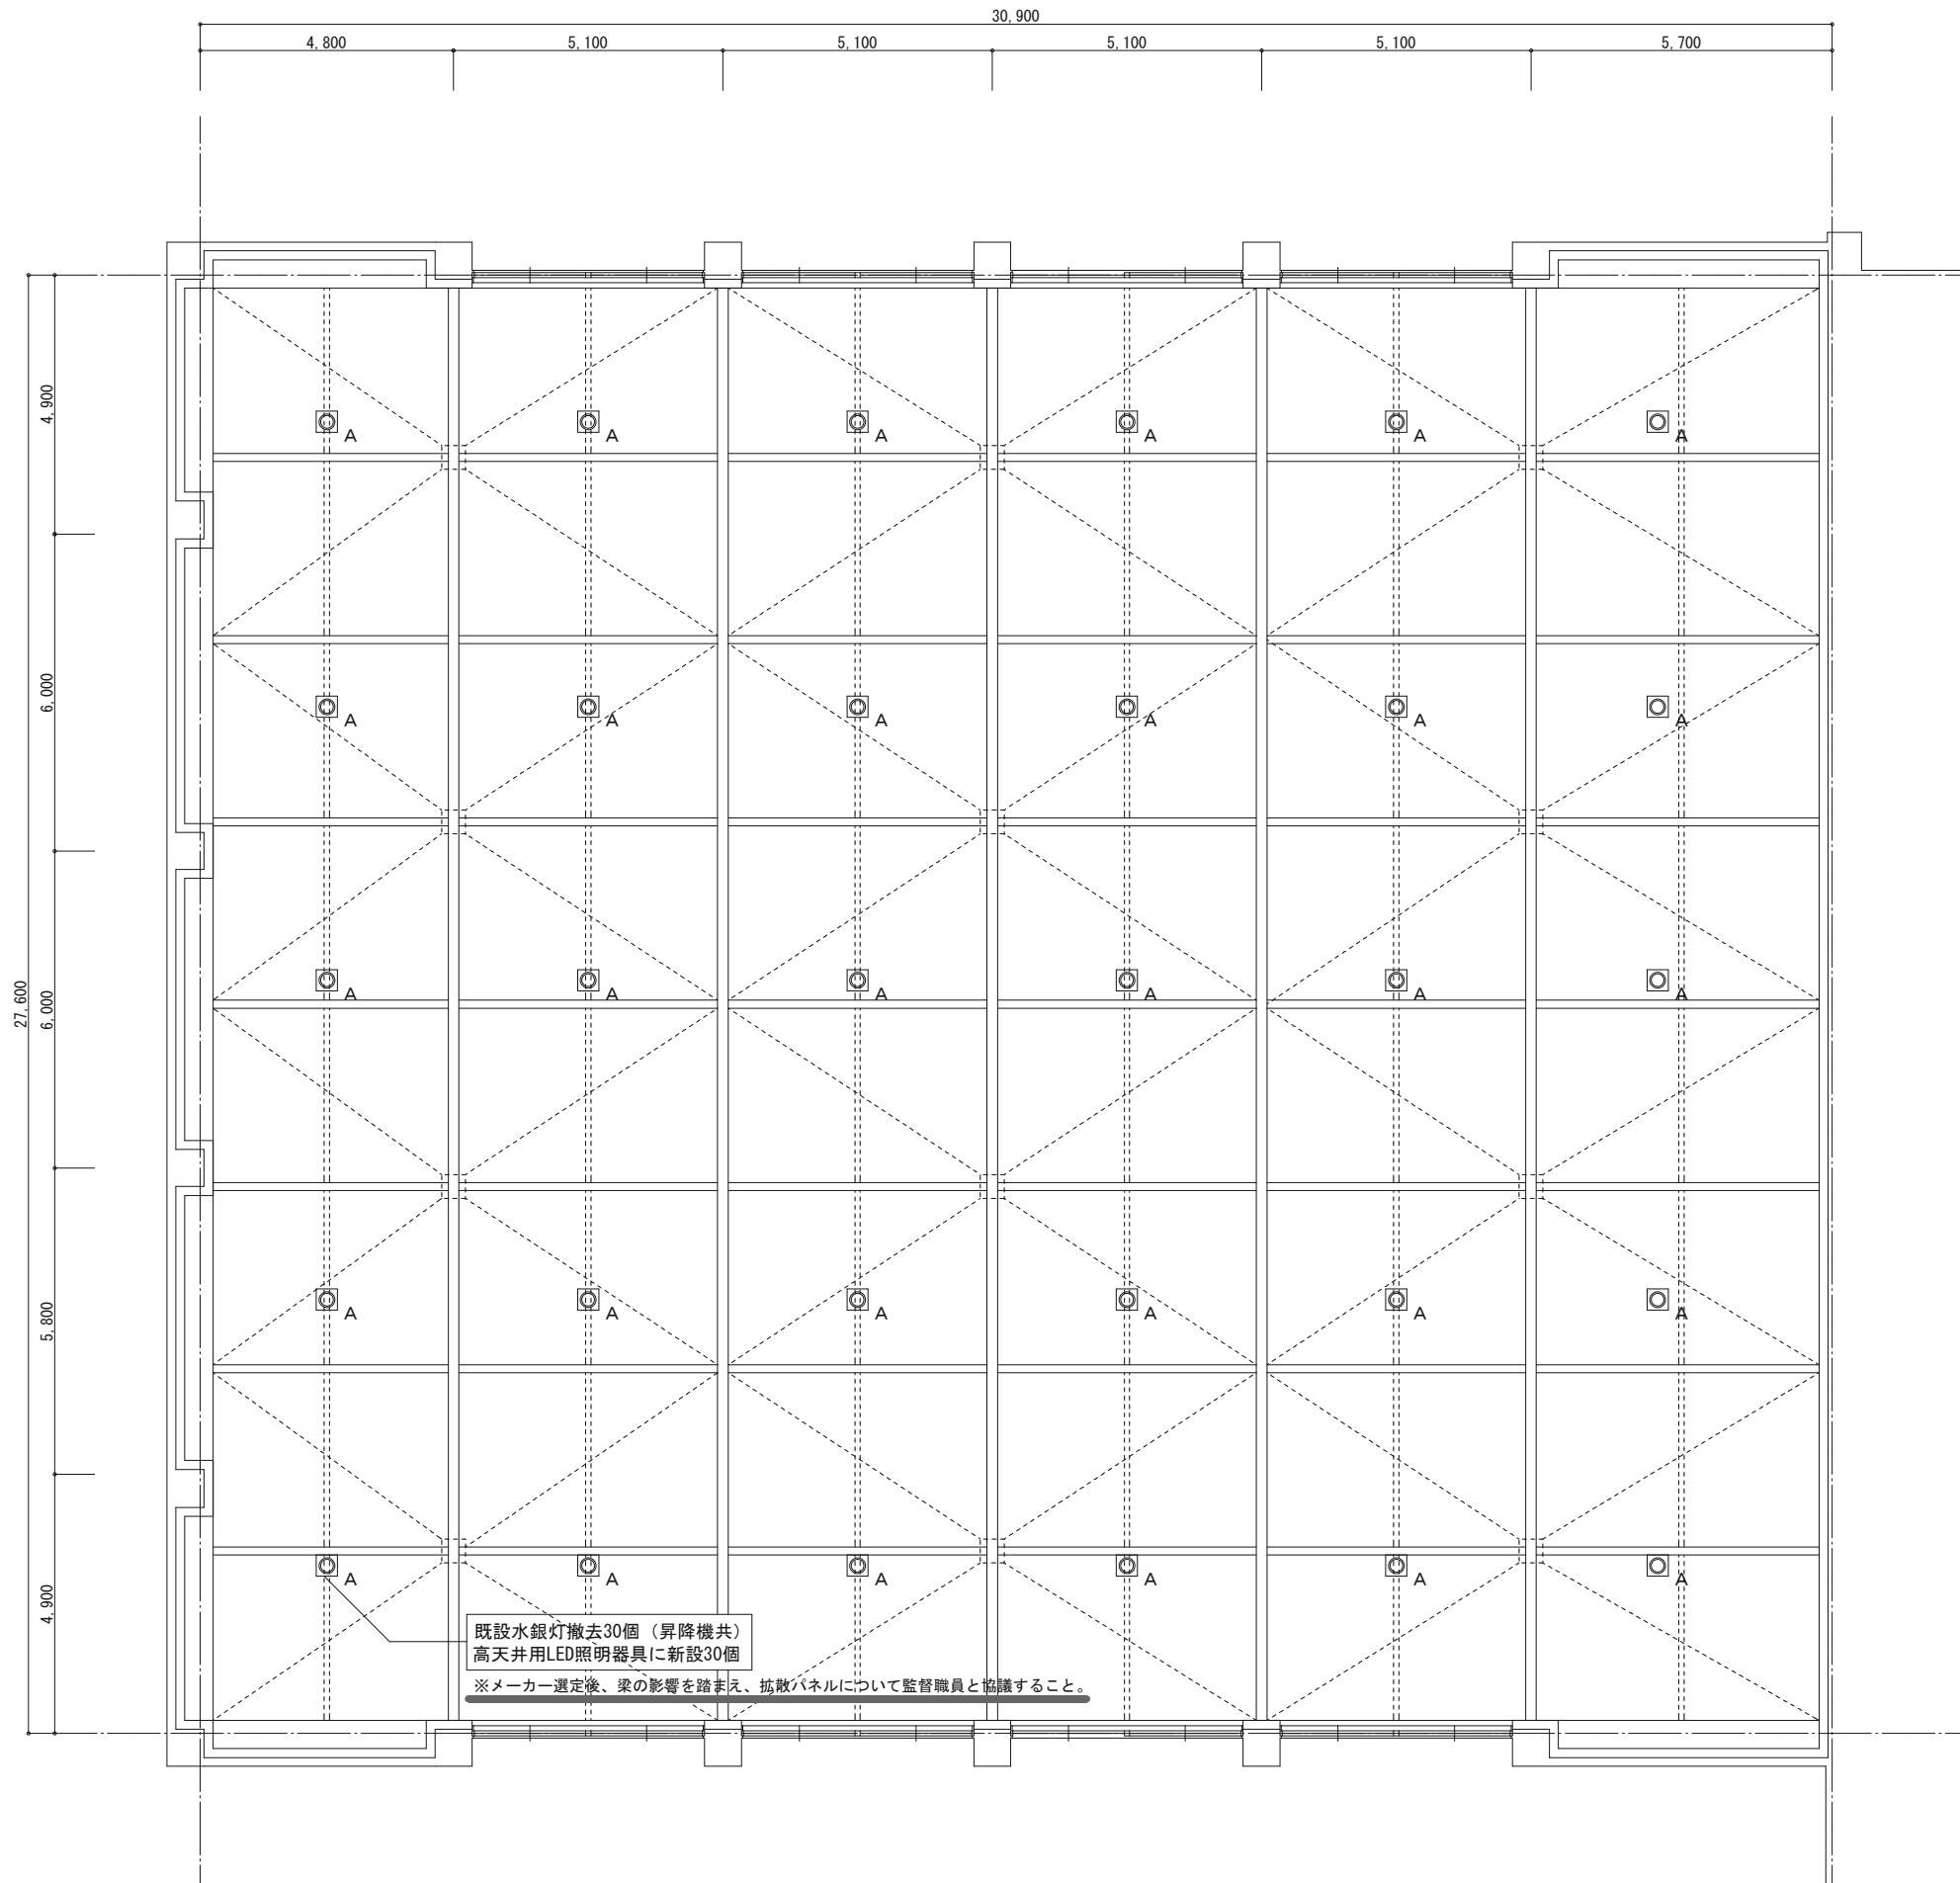 30,900
4,800 5,100 5,100 5,100 5,100 5,700
4,900
A A A A A A
6,000
A A A A A A
27,600
6,000
A A A A A A
5,800
A A A A A A
4,900
A A A A A A
既設水銀灯撤去30個（昇降機共）
高天井用LED照明器具に新設30個
※メーカー選定後、梁の影響を踏まえ、拡散パネルについて監督職員と協議すること。